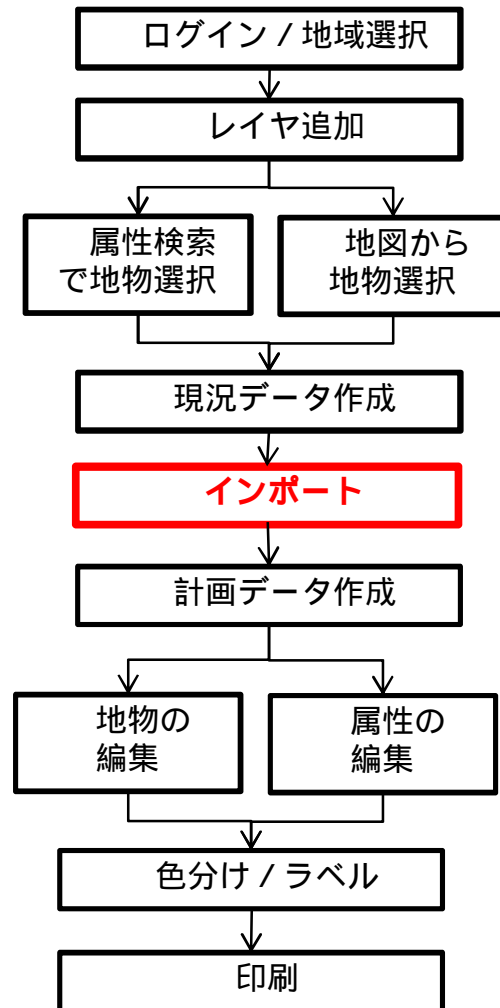 ログイン / 地域選択
レイヤ追加
属性検索
で地物選択
地図から
地物選択
現況データ作成
インポート
計画データ作成
地物の
編集
属性の
編集
色分け / ラベル
印刷